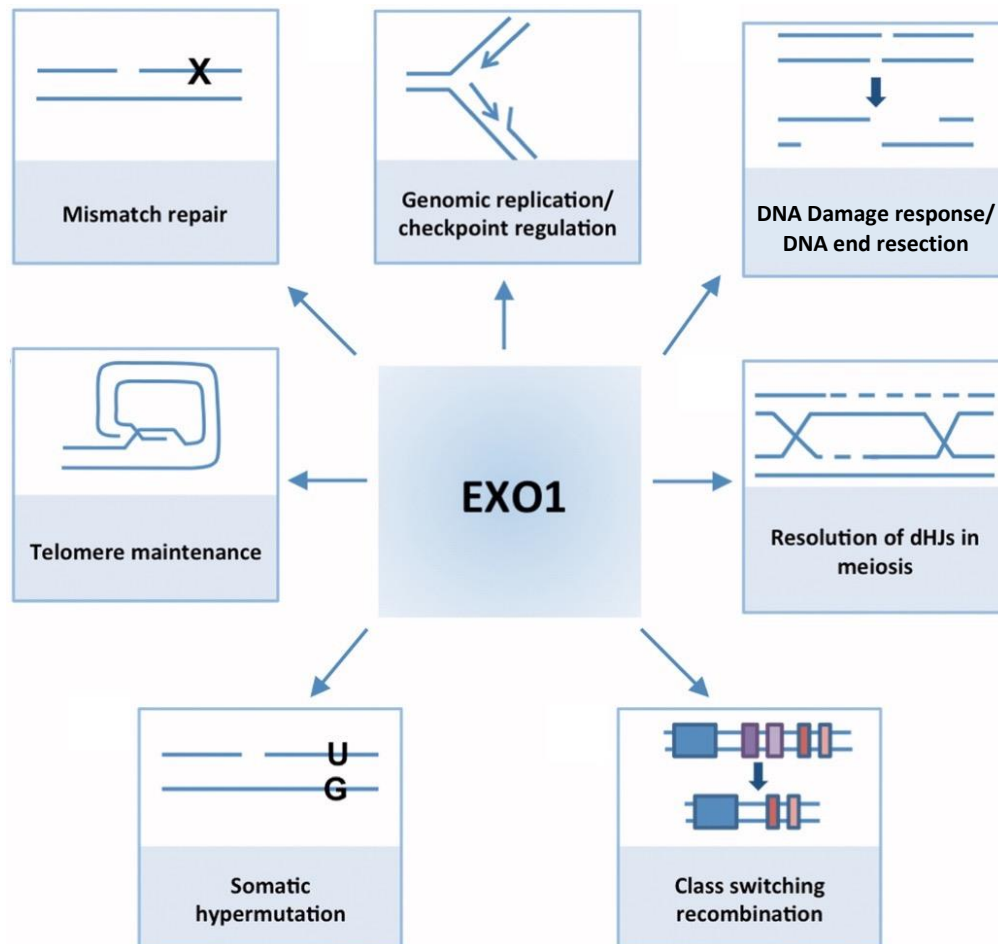 X
Mismatch repair
Genomic replication/
checkpoint regulation
DNA Damage response/
DNA end resection
Telomere maintenance
EXO1
Resolution of dHJs in
meiosis
U
G
Somatic
hypermutation
Class switching
recombination